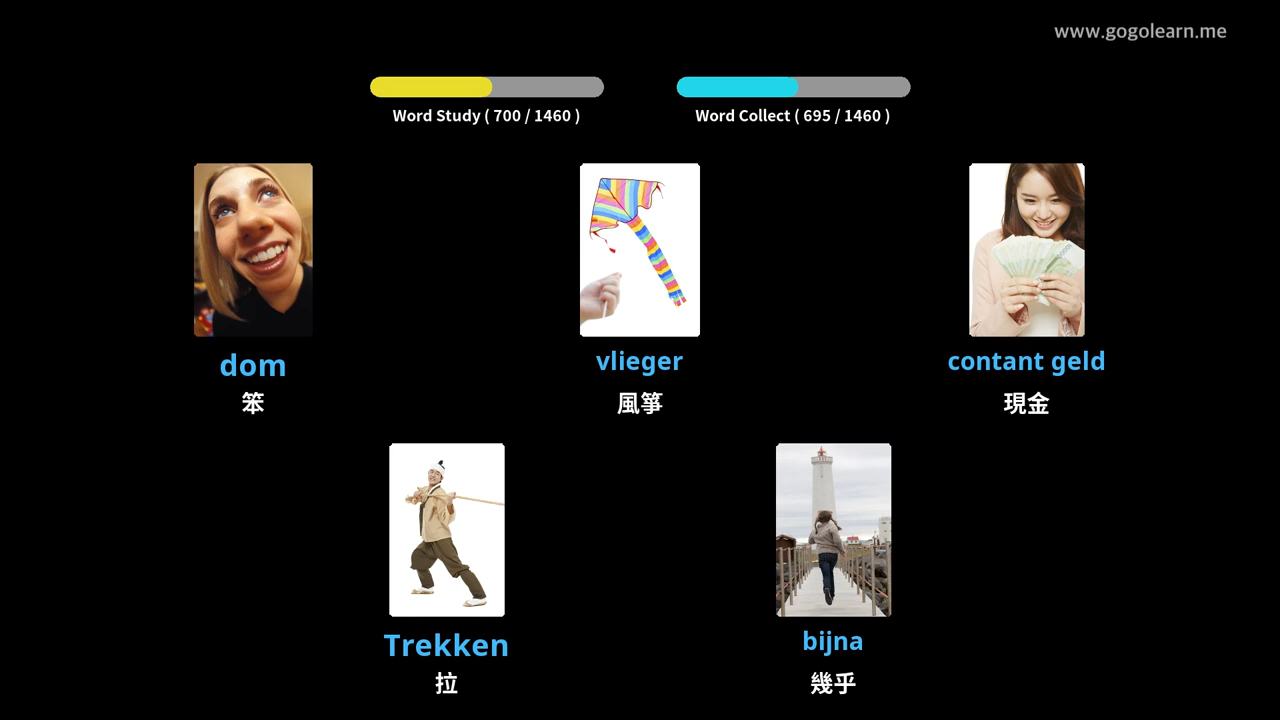 www.gogolearn.me
Word Study ( 700 / 1460 )
Word Collect ( 695 / 1460 )
dom
笨
vlieger
風箏
contant geld
現金
Trekken
拉
bijna
幾乎